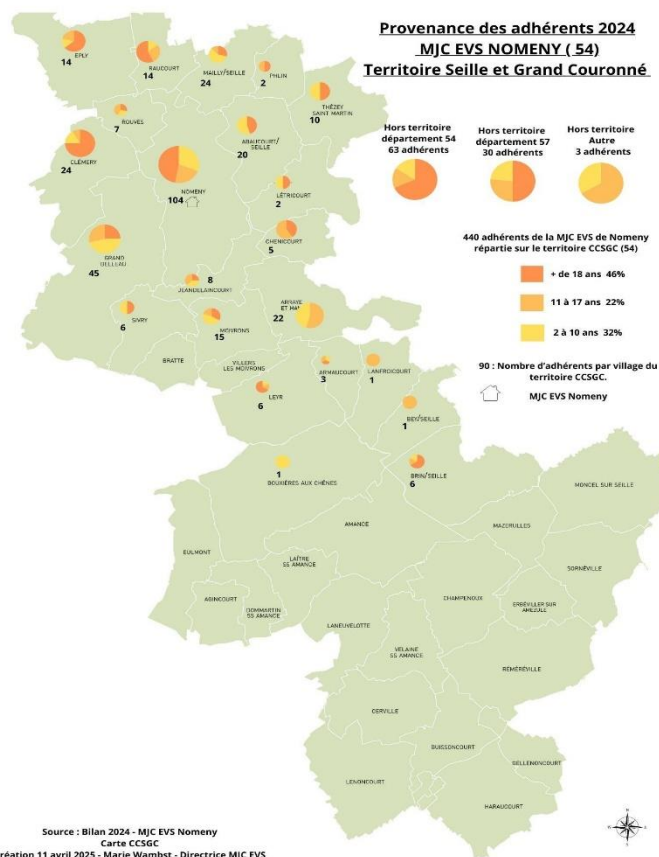 Provenance des adhérents 2024
MJC EVS NOMENY ( 54)
Territoire Seille et Grand Couronné
Hors territoire
département 54
63 adhérents
Hors territoire
département 57
30 adhérents
Hors territoire
Autre
3 adhérents
440 adhérents de la MJC EVS de Nomeny
répartie sur le territoire CCSGC (54)
+ de 18 ans 46%
11 à 17 ans 22%
2 à 10 ans 32%
90 : Nombre d'adhérents par village du
territoire CCSGC.
MJC EVS Nomeny
EPLY
14
RAUCOURT
14
MAILLY/SEILLE
24
PHLIN
2
THÉZEY
SAINT MARTIN
10
ROUVES
7
ABAUCOURT/
SEILLE
20
CLÉMERY
24
NOMENY
104
LÉTRICOURT
2
CHENICOURT
5
45
8
JEANDELAINCOURT
ARRAYE
22
SIVRY
6
MOIVRONS
15
BRATTE
VILLERS
LES MOIVRONS
ARMAUCOURT
3
LANFROICOURT
1
LEYR
6
BEY/SEILLE
1
BOUXIÈRES AUX CHÊNES
1
BRIN/SEILLE
6
MONCEL SUR SEILLE
AMANCE
MAZERULLES
EULMONT
LAÎTRE
SS AMANCE
SORNÉVILLE
AGINCOURT
DOMMARTIN
SS AMANCE
CHAMPENOUX
ERBÉVILLER SUR
AMEZULE
LANEUVELOTTE
VELAINE
SS AMANCE
RÉMÉRÉVILLE
CERVILLE
BUISSONCOURT
GELLENONCOURT
LENONCOURT
HARAUCOURT
Source : Bilan 2024 - MJC EVS Nomeny
Carte CCSGC
réation 11 avril 2025 - Marie Wambst - Directrice MJC EVS